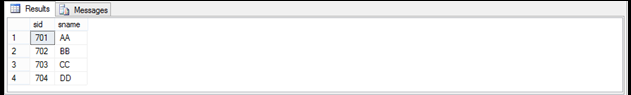 Results Messages
sid sname
1 701 AA
2 702 BB
3 703 CC
4 704 DD